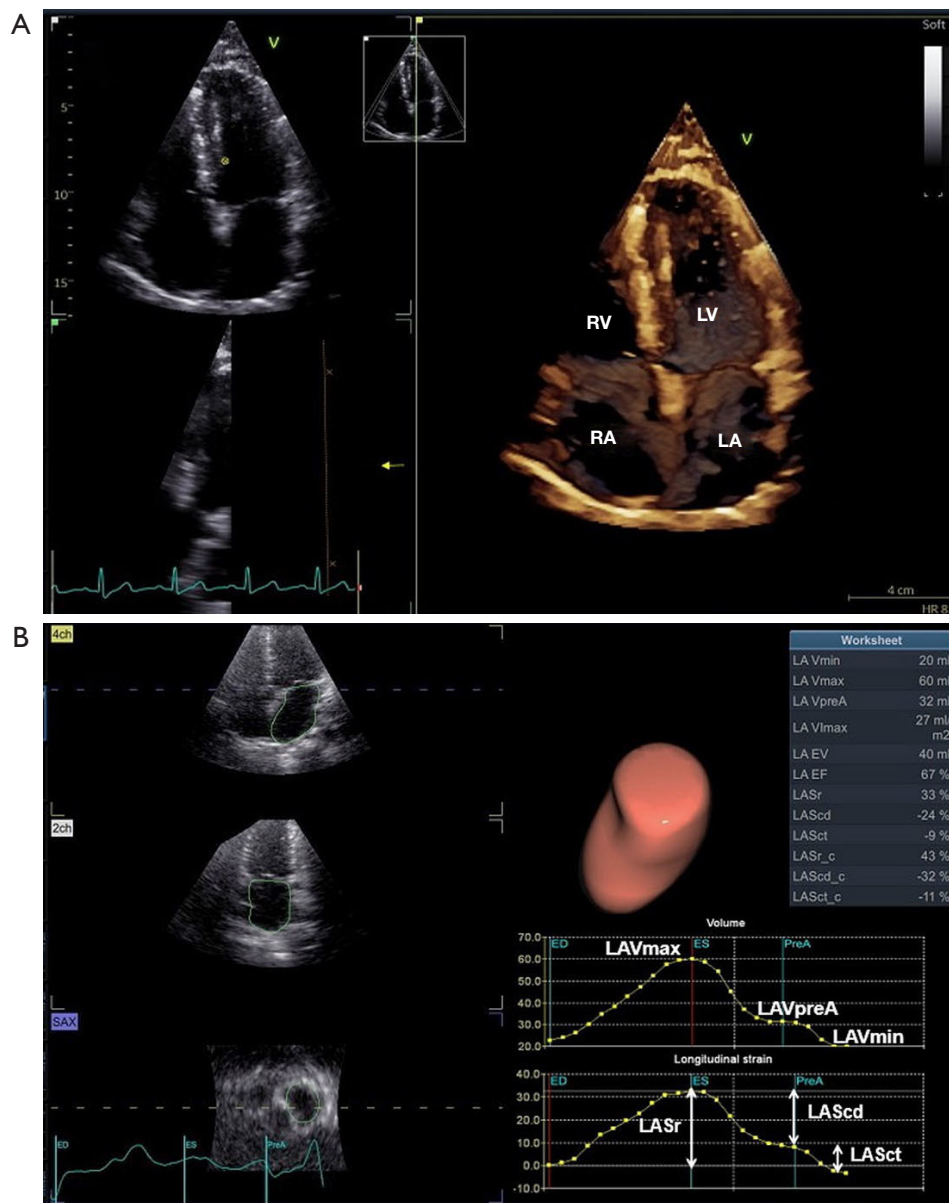 A
V
Soft
5
10
15
V
RV
LV
RA
LA
4 cm
HR 8
B
4ch
2ch
SAX
ED
ES
PreA
Worksheet
LA Vmin 20 ml
LA Vmax 60 ml
LA VpreA 32 ml
LA VImax 27 ml/m2
LA EV 40 ml
LA EF 67 %
LASr 33 %
LAScd -24 %
LASct -9 %
LASr_c 43 %
LAScd_c -32 %
LASct_c -11 %
Volume
70.0
60.0
50.0
40.0
30.0
20.0
ED
ES
PreA
LAVmax
LAVpreA
LAVmin
Longitudinal strain
40.0
30.0
20.0
10.0
0.0
-10.0
ED
ES
PreA
LASr
LAScd
LASct